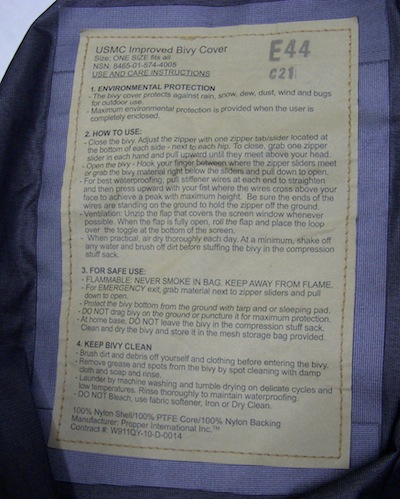 USMC Improved Bivy Cover
Size: ONE SIZE fits all
NSN: 8465-01-574-4005
USE AND CARE INSTRUCTIONS
E44
C21
1. ENVIRONMENTAL PROTECTION
- The bivy cover protects against rain, snow, dew, dust, wind and bugs
for outdoor use.
- Maximum environmental protection is provided when the user is
completely enclosed.
2. HOW TO USE:
- Close the bivy. Adjust the zipper with one zipper tab/slider located at
the bottom of each side - next to each hip. To close, grab one zipper
slider in each hand and pull upward until they meet above your head.
- Open the bivy - Hook your finger between where the zipper sliders meet
or grab the bivy material right below the sliders and pull down to open.
- For best waterproofing, pull stiffener wires at each end to straighten
and then press upward with your fist where the wires cross above your
face to achieve a peak with maximum height. Be sure the ends of the
wires are standing on the ground to hold the zipper off the ground.
- Ventilation: Unzip the flap that covers the screen window whenever
possible. When the flap is fully open, roll the flap and place the loop
over the toggle at the bottom of the screen.
- When practical, air dry thoroughly each day. At a minimum, shake off
any water and brush off dirt before stuffing the bivy in the compression
stuff sack.
3. FOR SAFE USE:
- FLAMMABLE: NEVER SMOKE IN BAG. KEEP AWAY FROM FLAME.
- For EMERGENCY exit, grab material next to zipper sliders and pull
down to open.
- Protect the bivy bottom from the ground with tarp and or sleeping pad.
- DO NOT drag bivy on the ground or puncture it for maximum protection.
- At home base, DO NOT leave the bivy in the compression stuff sack.
Clean and dry the bivy and store it in the mesh storage bag provided.
4. KEEP BIVY CLEAN
- Brush dirt and debris off yourself and clothing before entering the bivy.
- Remove grease and spots from the bivy by spot cleaning with damp
cloth and soap and rinse.
- Launder by machine washing and tumble drying on delicate cycles and
low temperatures. Rinse thoroughly to maintain waterproofing.
- DO NOT Bleach, use fabric softener, Iron or Dry Clean.
100% Nylon Shell/100% PTFE Core/100% Nylon Backing
Manufacturer: Propper International Inc.™
Contract #: W911QY-10-D-0014